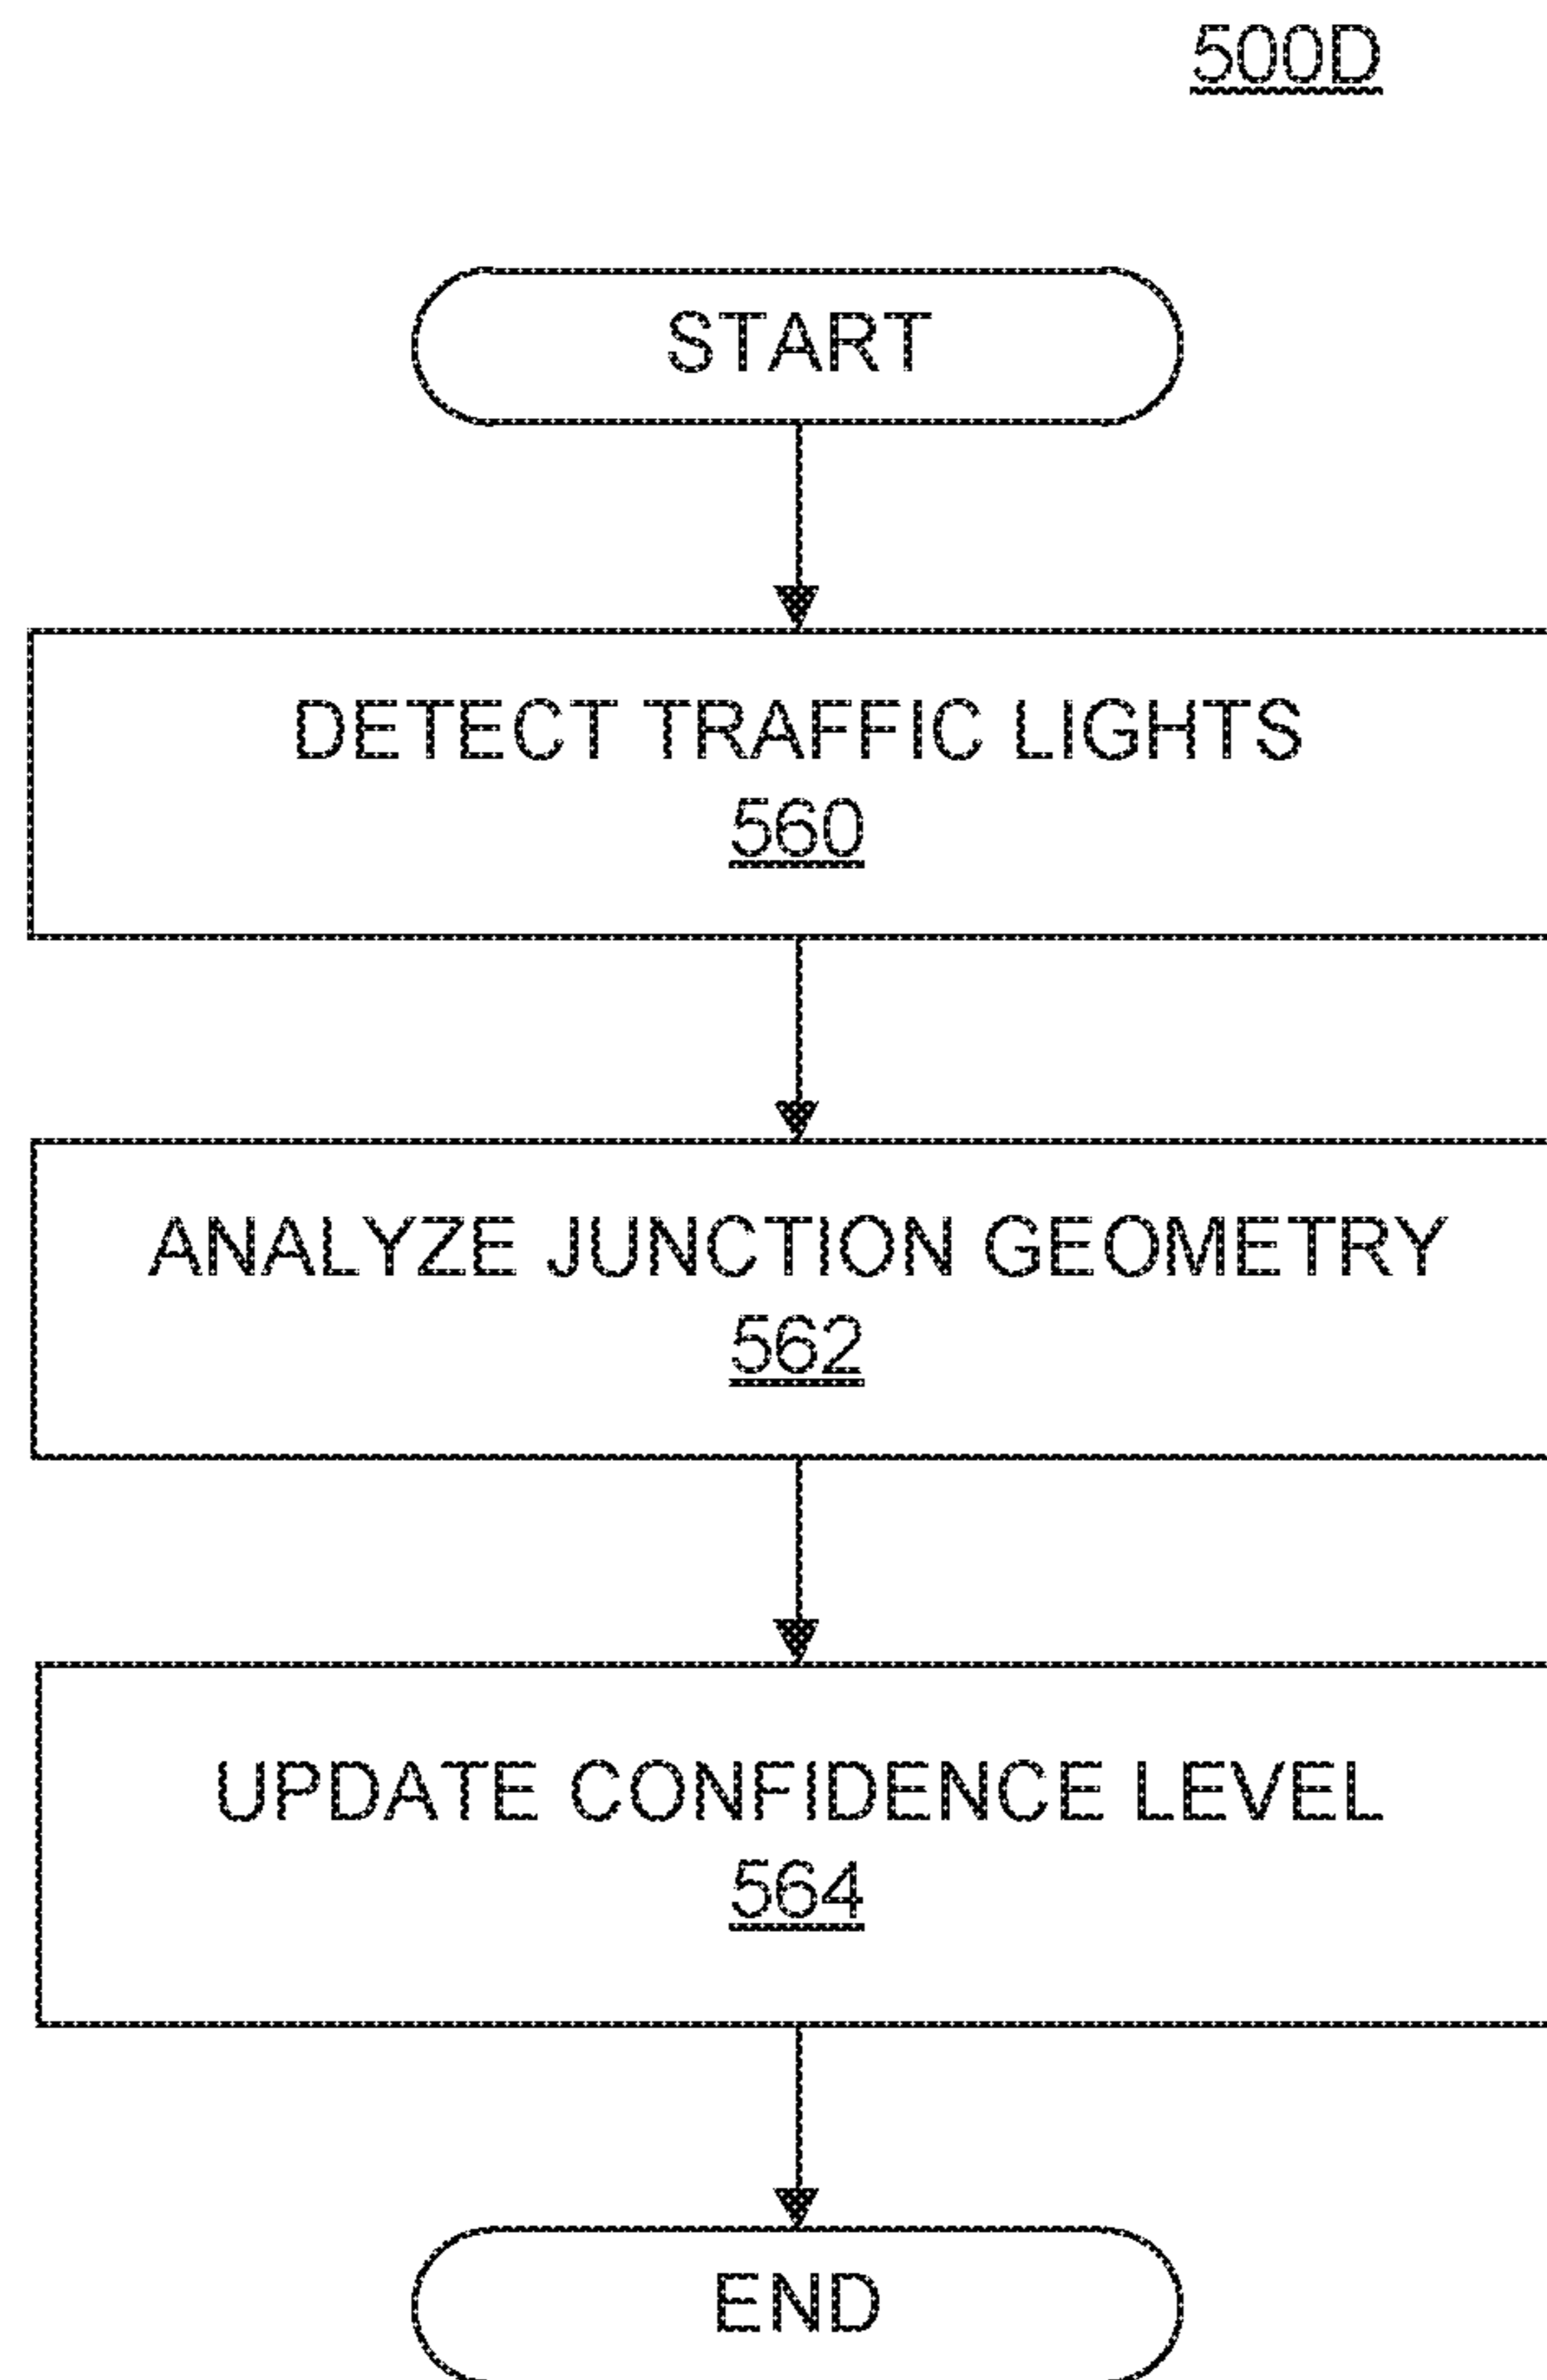 500D
START
DETECT TRAFFIC LIGHTS
560
ANALYZE JUNCTION GEOMETRY
562
UPDATE CONFIDENCE LEVEL
564
END